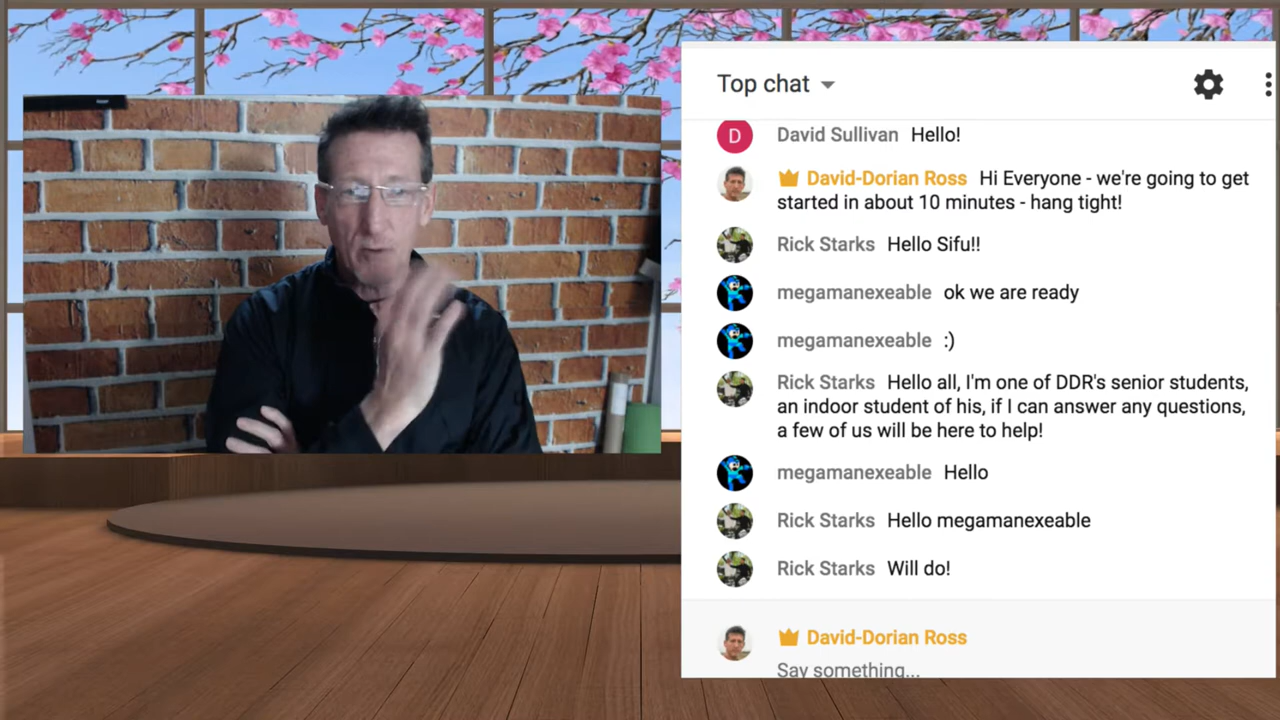 Top chat
D
David Sullivan Hello!
David-Dorian Ross Hi Everyone - we're going to get
started in about 10 minutes - hang tight!
Rick Starks Hello Sifu!!
megamanexeable ok we are ready
megamanexeable :)
Rick Starks Hello all, I'm one of DDR's senior students,
an indoor student of his, if I can answer any questions,
a few of us will be here to help!
megamanexeable Hello
Rick Starks Hello megamanexeable
Rick Starks Will do!
David-Dorian Ross
Say something...